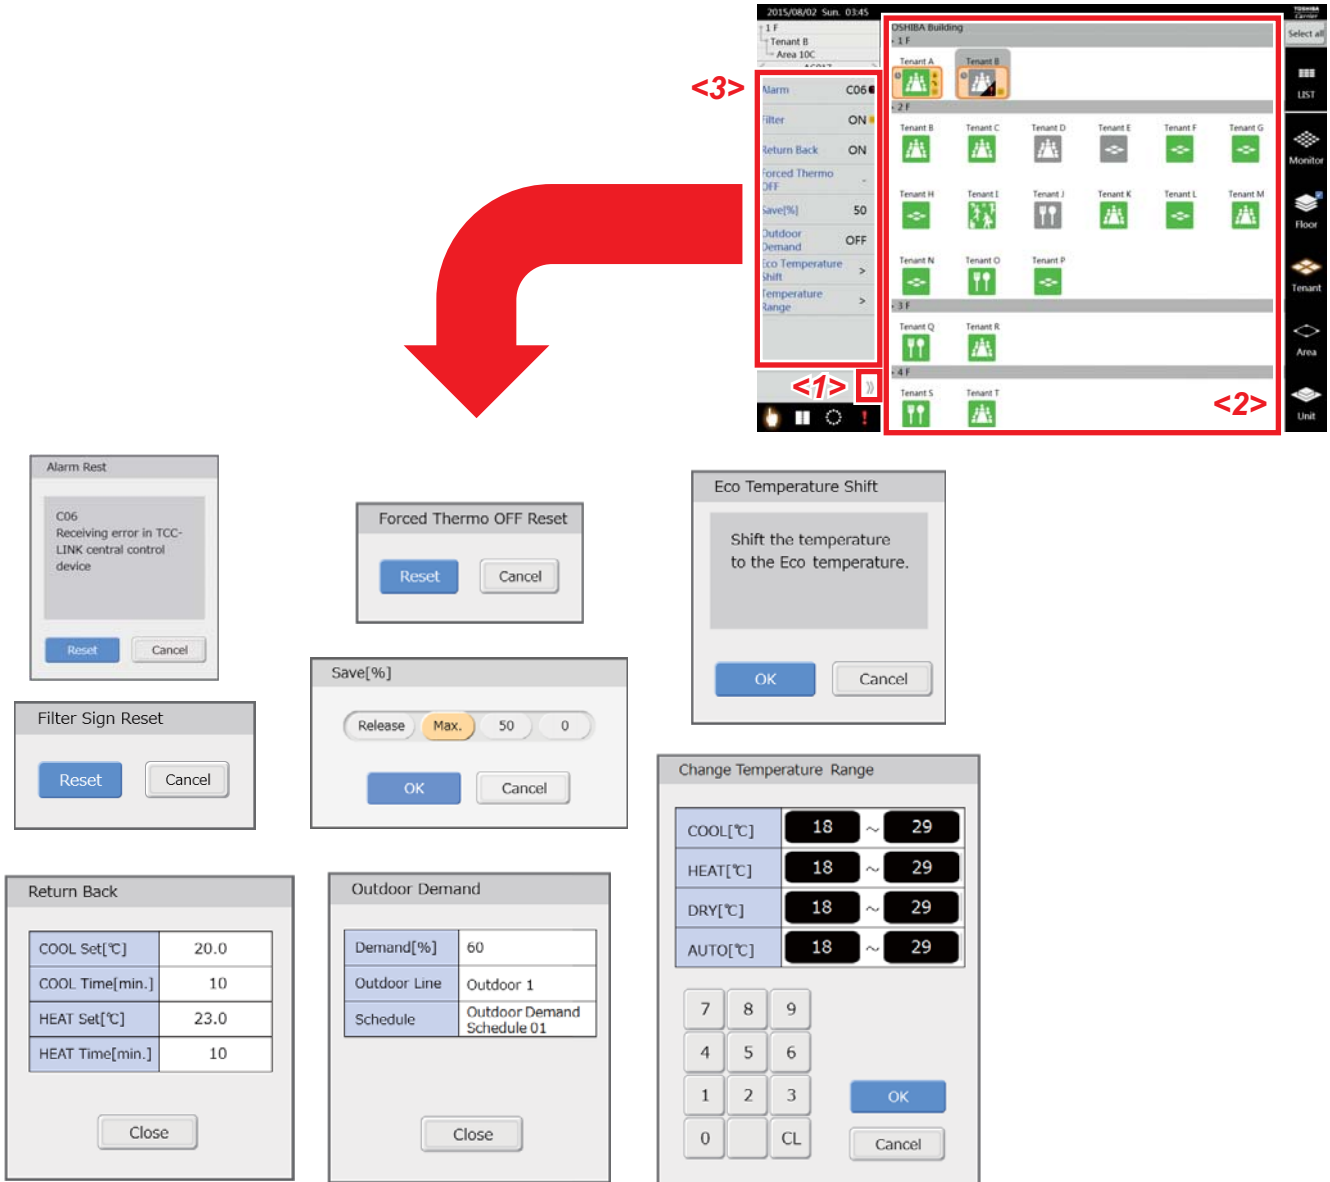 2015/08/02 Sun. 03:45
TOSHIBA
Carrier
1 F
Tenant B
Area 10C
<3>
Alarm C06
Filter ON
Return Back ON
Forced Thermo
OFF -
Save[%] 50
Outdoor
Demand OFF
Eco Temperature
Shift >
Temperature
Range >
<1>
OSHIBA Building
1 F
Tenant A Tenant B
2 F
Tenant B Tenant C Tenant D Tenant E Tenant F Tenant G
Tenant H Tenant I Tenant J Tenant K Tenant L Tenant M
Tenant N Tenant O Tenant P
3 F
Tenant Q Tenant R
4 F
Tenant S Tenant T
<2>
Select all
LIST
Monitor
Floor
Tenant
Area
Unit
Alarm Rest
C06
Receiving error in TCC-
LINK central control
device
Reset Cancel
Filter Sign Reset
Reset Cancel
Return Back
COOL Set[℃] 20.0
COOL Time[min.] 10
HEAT Set[℃] 23.0
HEAT Time[min.] 10
Close
Forced Thermo OFF Reset
Reset Cancel
Save[%]
Release Max. 50 0
OK Cancel
Outdoor Demand
Demand[%] 60
Outdoor Line Outdoor 1
Schedule Outdoor Demand
Schedule 01
Close
Eco Temperature Shift
Shift the temperature
to the Eco temperature.
OK Cancel
Change Temperature Range
COOL[℃] 18 ~ 29
HEAT[℃] 18 ~ 29
DRY[℃] 18 ~ 29
AUTO[℃] 18 ~ 29
7 8 9
4 5 6
1 2 3
0 CL
OK
Cancel